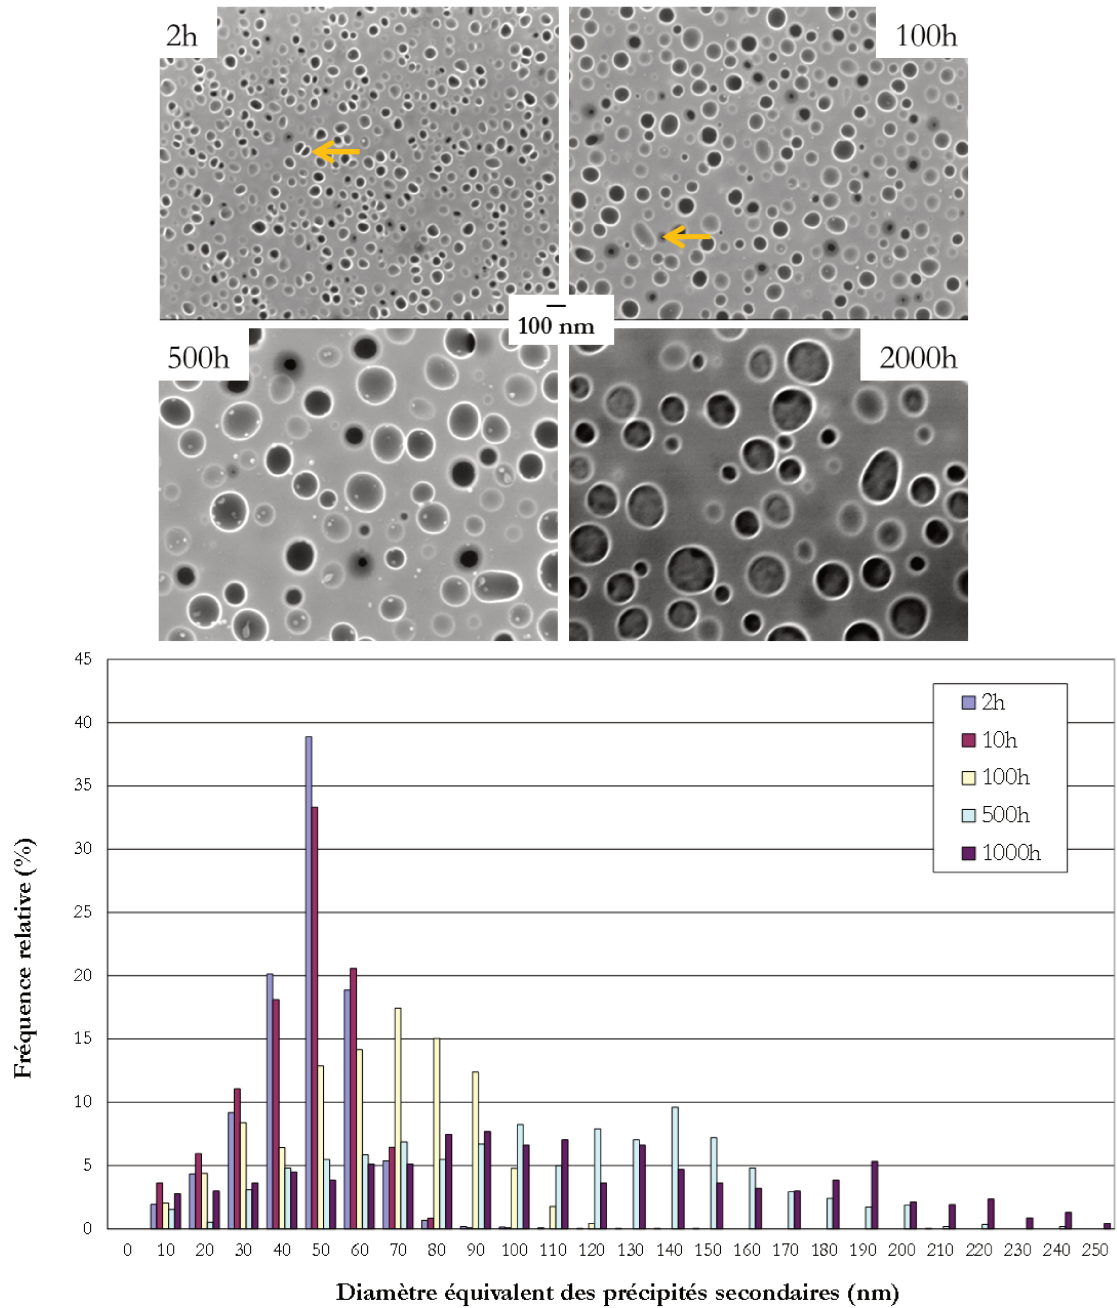 2h
100h
100 nm
500h
2000h
45
40
35
30
25
20
15
10
5
0
Fréquence relative (%)
2h
10h
100h
500h
1000h
0 10 20 30 40 50 60 70 80 90 100 110 120 130 140 150 160 170 180 190 200 210 220 230 240 250
Diamètre équivalent des précipités secondaires (nm)